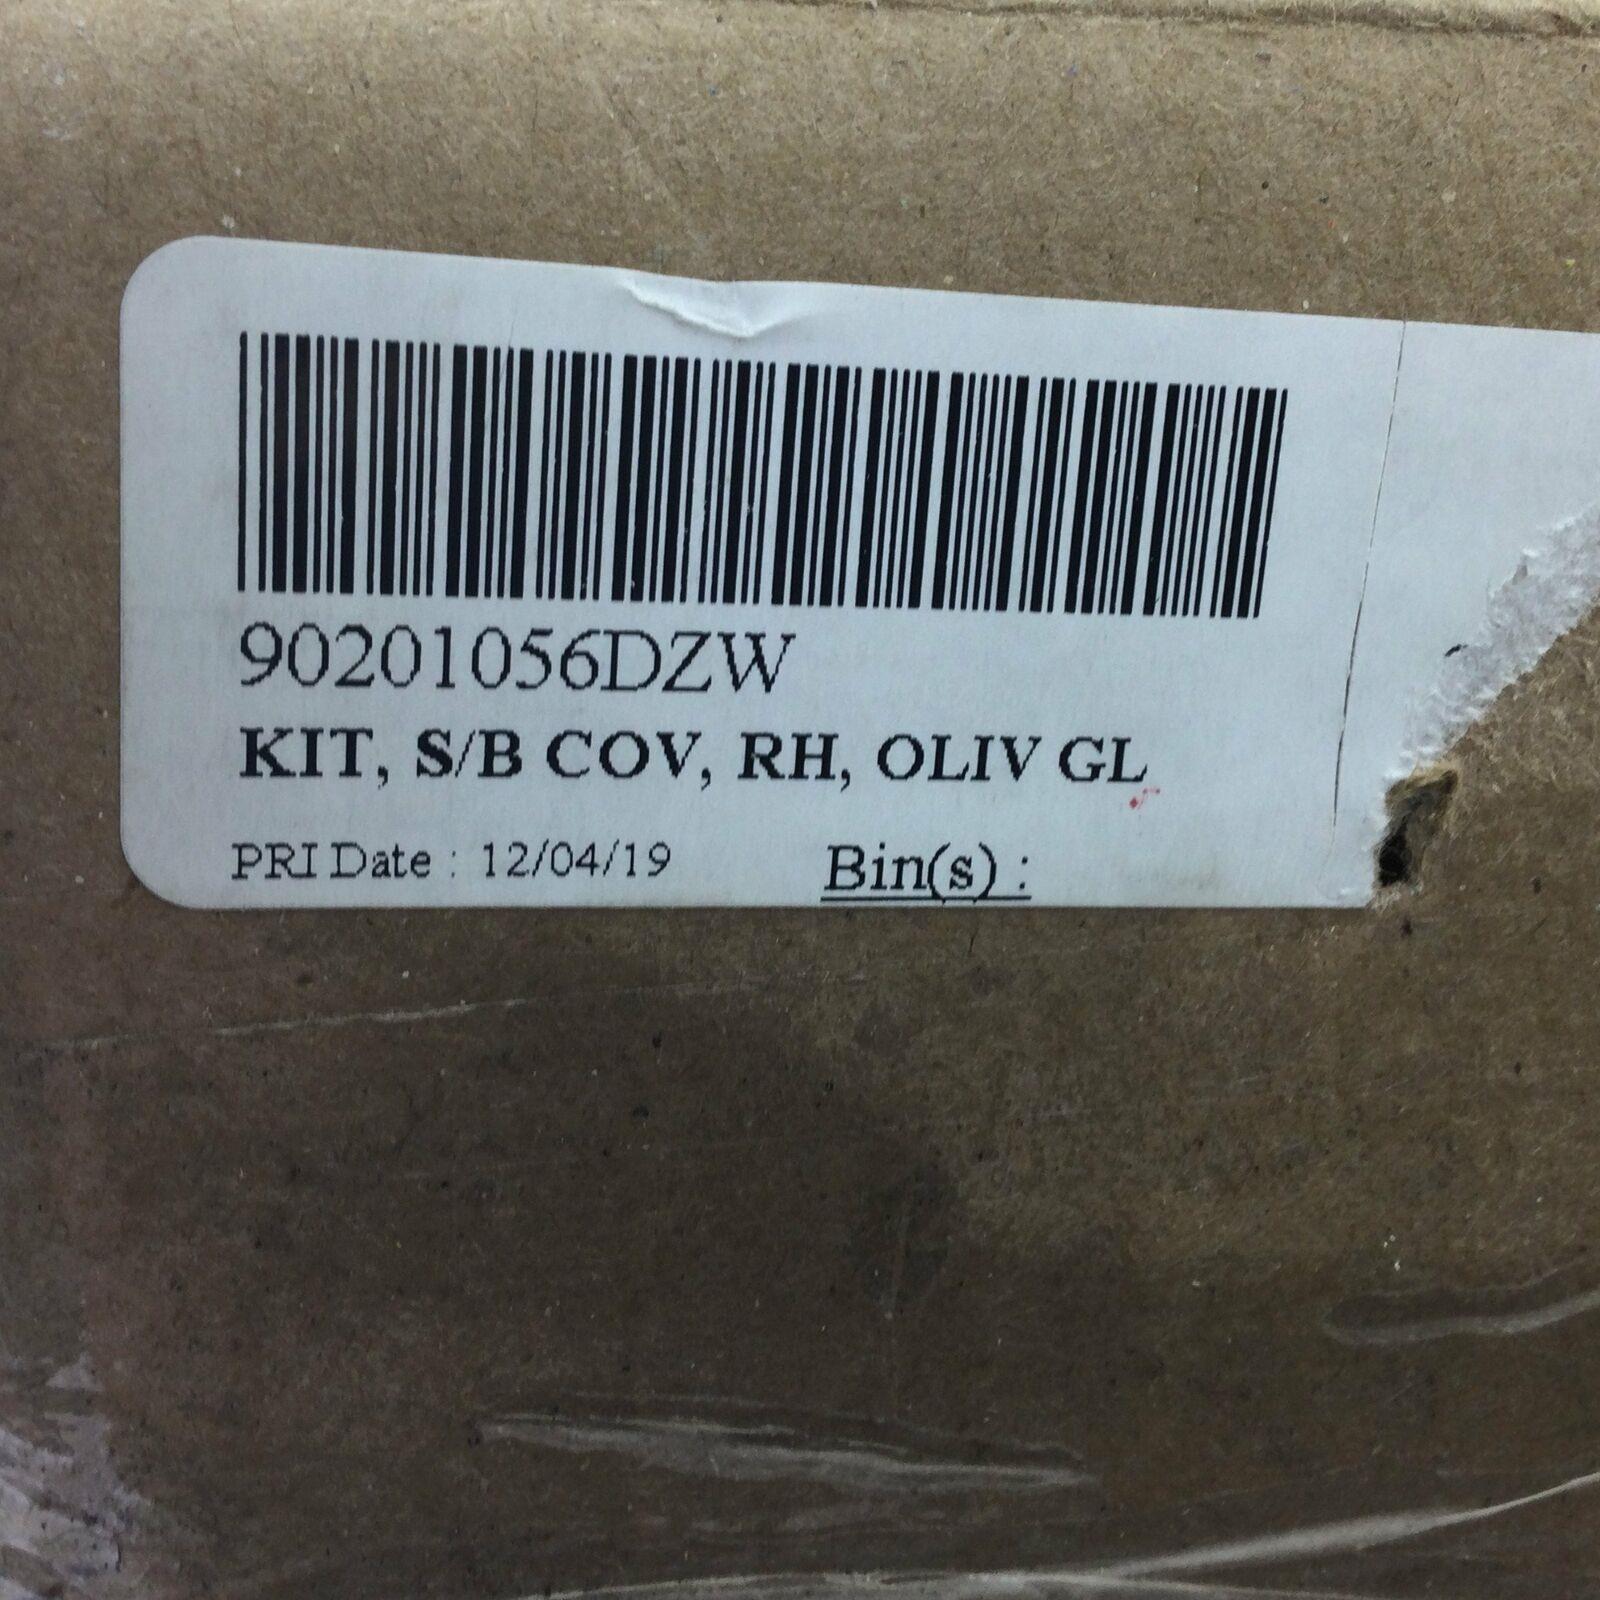 90201056DZW
KIT, S/B COV, RH, OLIV GL
PRI Date : 12/04/19 Bin(s) :